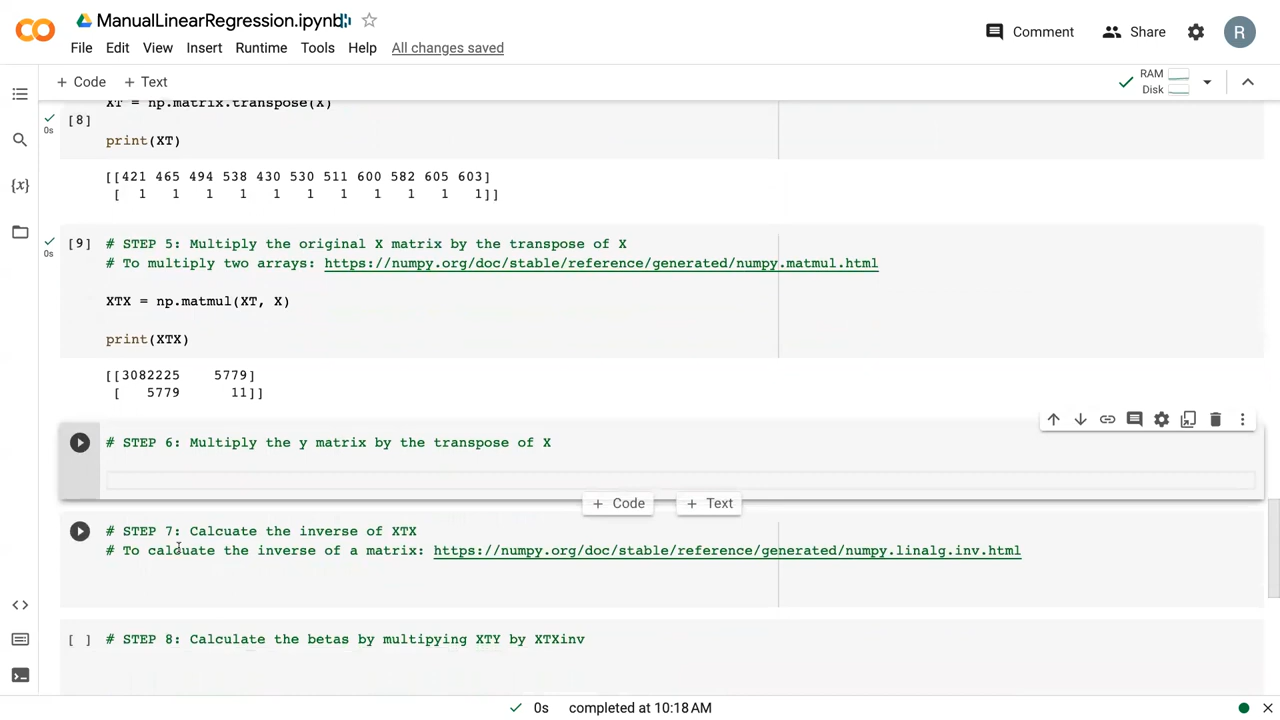 ManualLinearRegression.ipynb
File Edit View Insert Runtime Tools Help All changes saved
Comment
Share
R
+ Code + Text
RAM
Disk
XT = np.matrix.transpose(X)
[8]
0s
print(XT)
[[421 465 494 538 430 530 511 600 582 605 603]
[ 1 1 1 1 1 1 1 1 1 1 1]]
[9] # STEP 5: Multiply the original X matrix by the transpose of X
0s
# To multiply two arrays: https://numpy.org/doc/stable/reference/generated/numpy.matmul.html
XTX = np.matmul(XT, X)
print(XTX)
[[3082225 5779]
[ 5779 11]]
# STEP 6: Multiply the y matrix by the transpose of X
+ Code + Text
# STEP 7: Calcuate the inverse of XTX
# To calcuate the inverse of a matrix: https://numpy.org/doc/stable/reference/generated/numpy.linalg.inv.html
[ ] # STEP 8: Calculate the betas by multipying XTY by XTXinv
0s completed at 10:18 AM